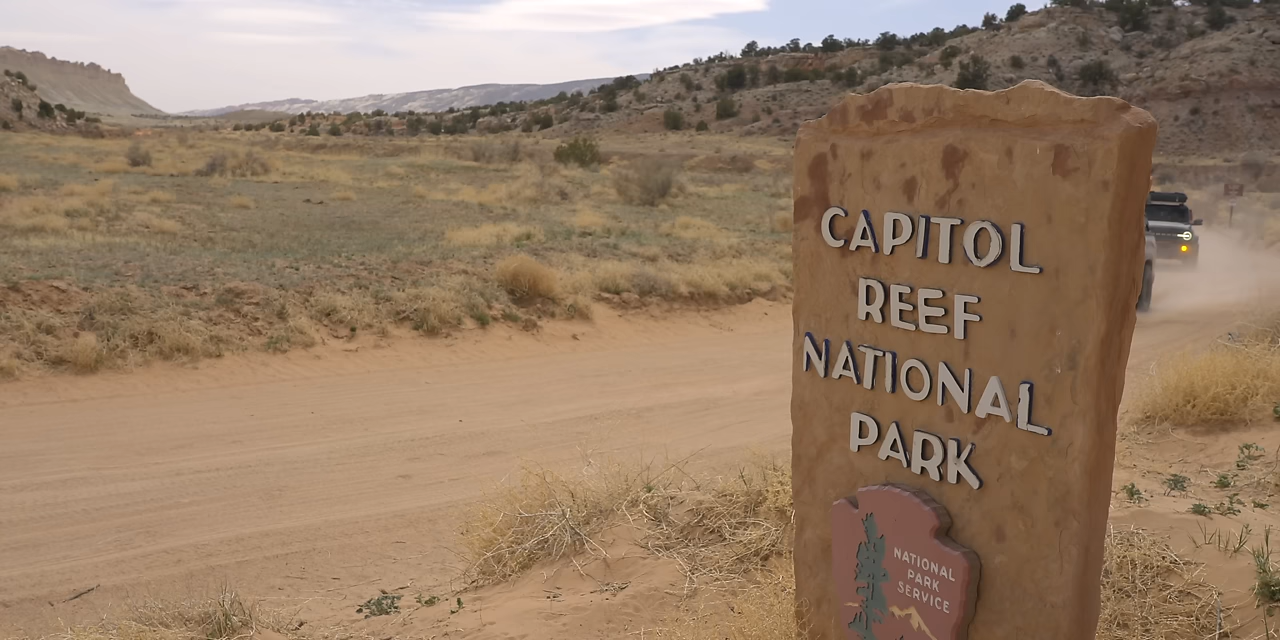 CAPITOL
REEF
NATIONAL
PARK
NATIONAL
PARK
SERVICE